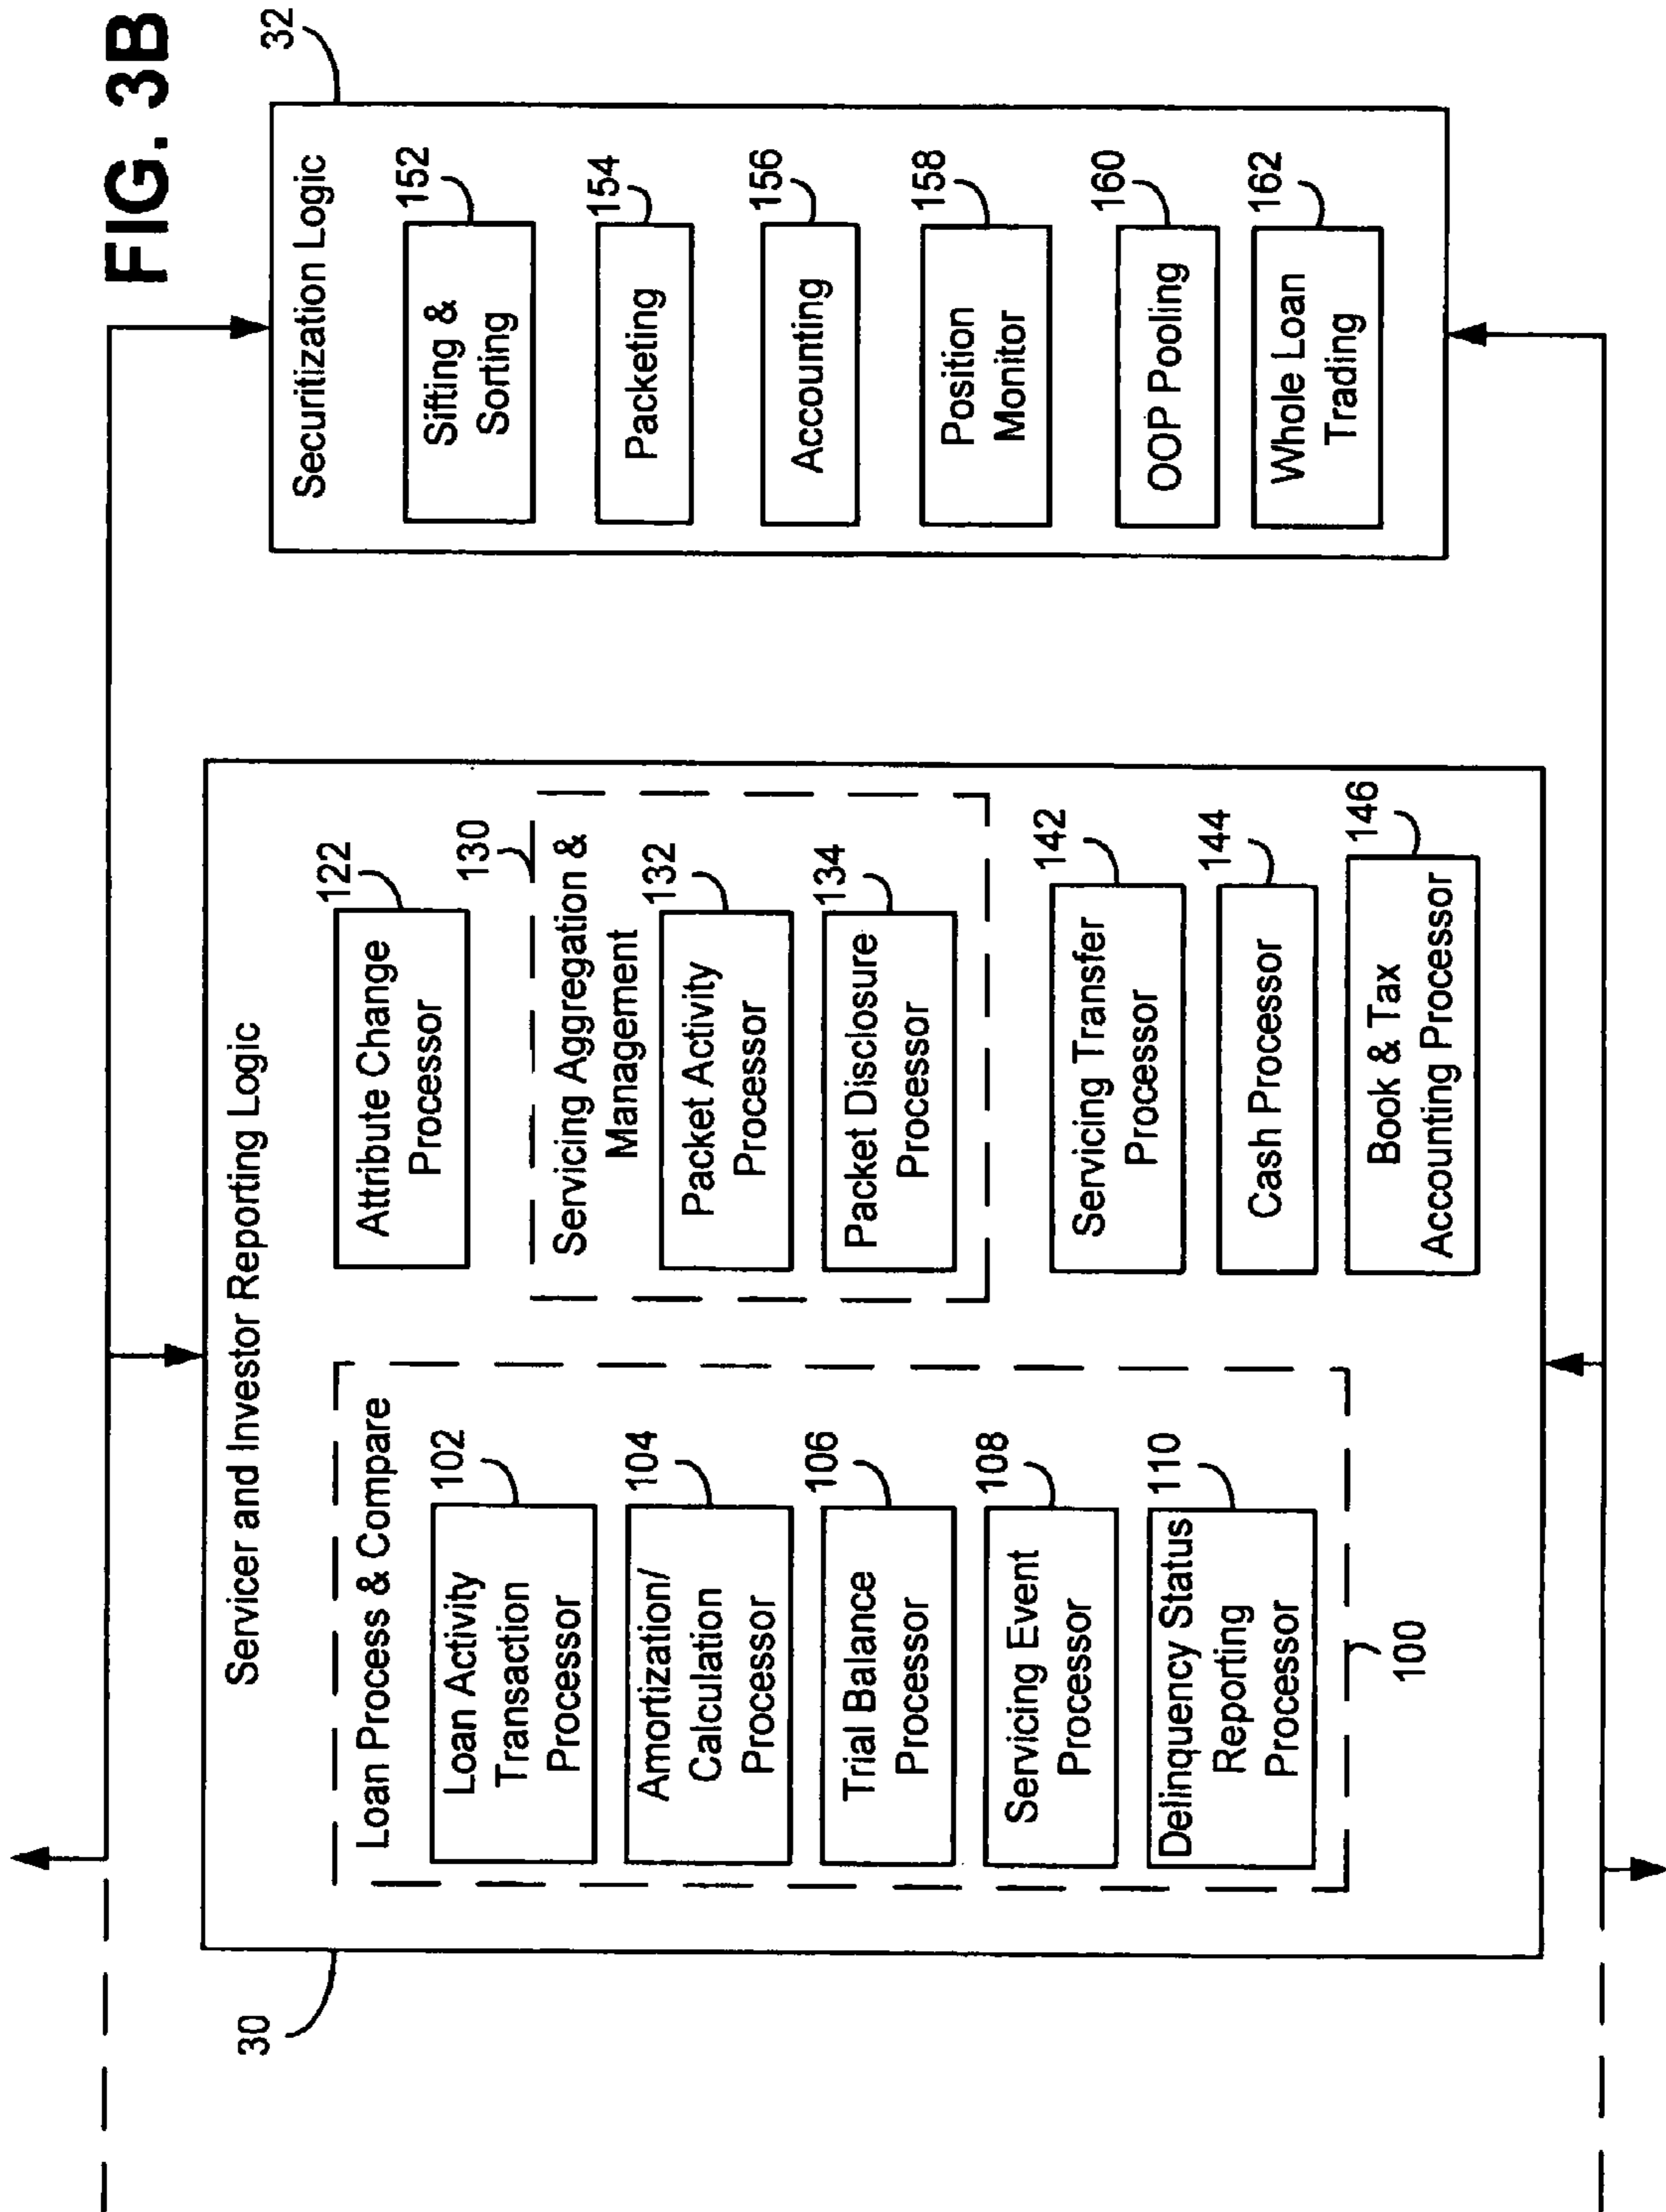 FIG. 3B
30
Servicer and Investor Reporting Logic
Loan Process & Compare
Loan Activity
Transaction
Processor
102
Amortization/
Calculation
Processor
104
Trial Balance
Processor
106
Servicing Event
Processor
108
Delinquency Status
Reporting
Processor
110
100
Attribute Change
Processor
122
130
Servicing Aggregation &
Management
Packet Activity
Processor
132
Packet Disclosure
Processor
134
Servicing Transfer
Processor
142
Cash Processor
144
Book & Tax
Accounting Processor
146
32
Securitization Logic
Sifting &
Sorting
152
Packeting
154
Accounting
156
Position
Monitor
158
OOP Pooling
160
Whole Loan
Trading
162